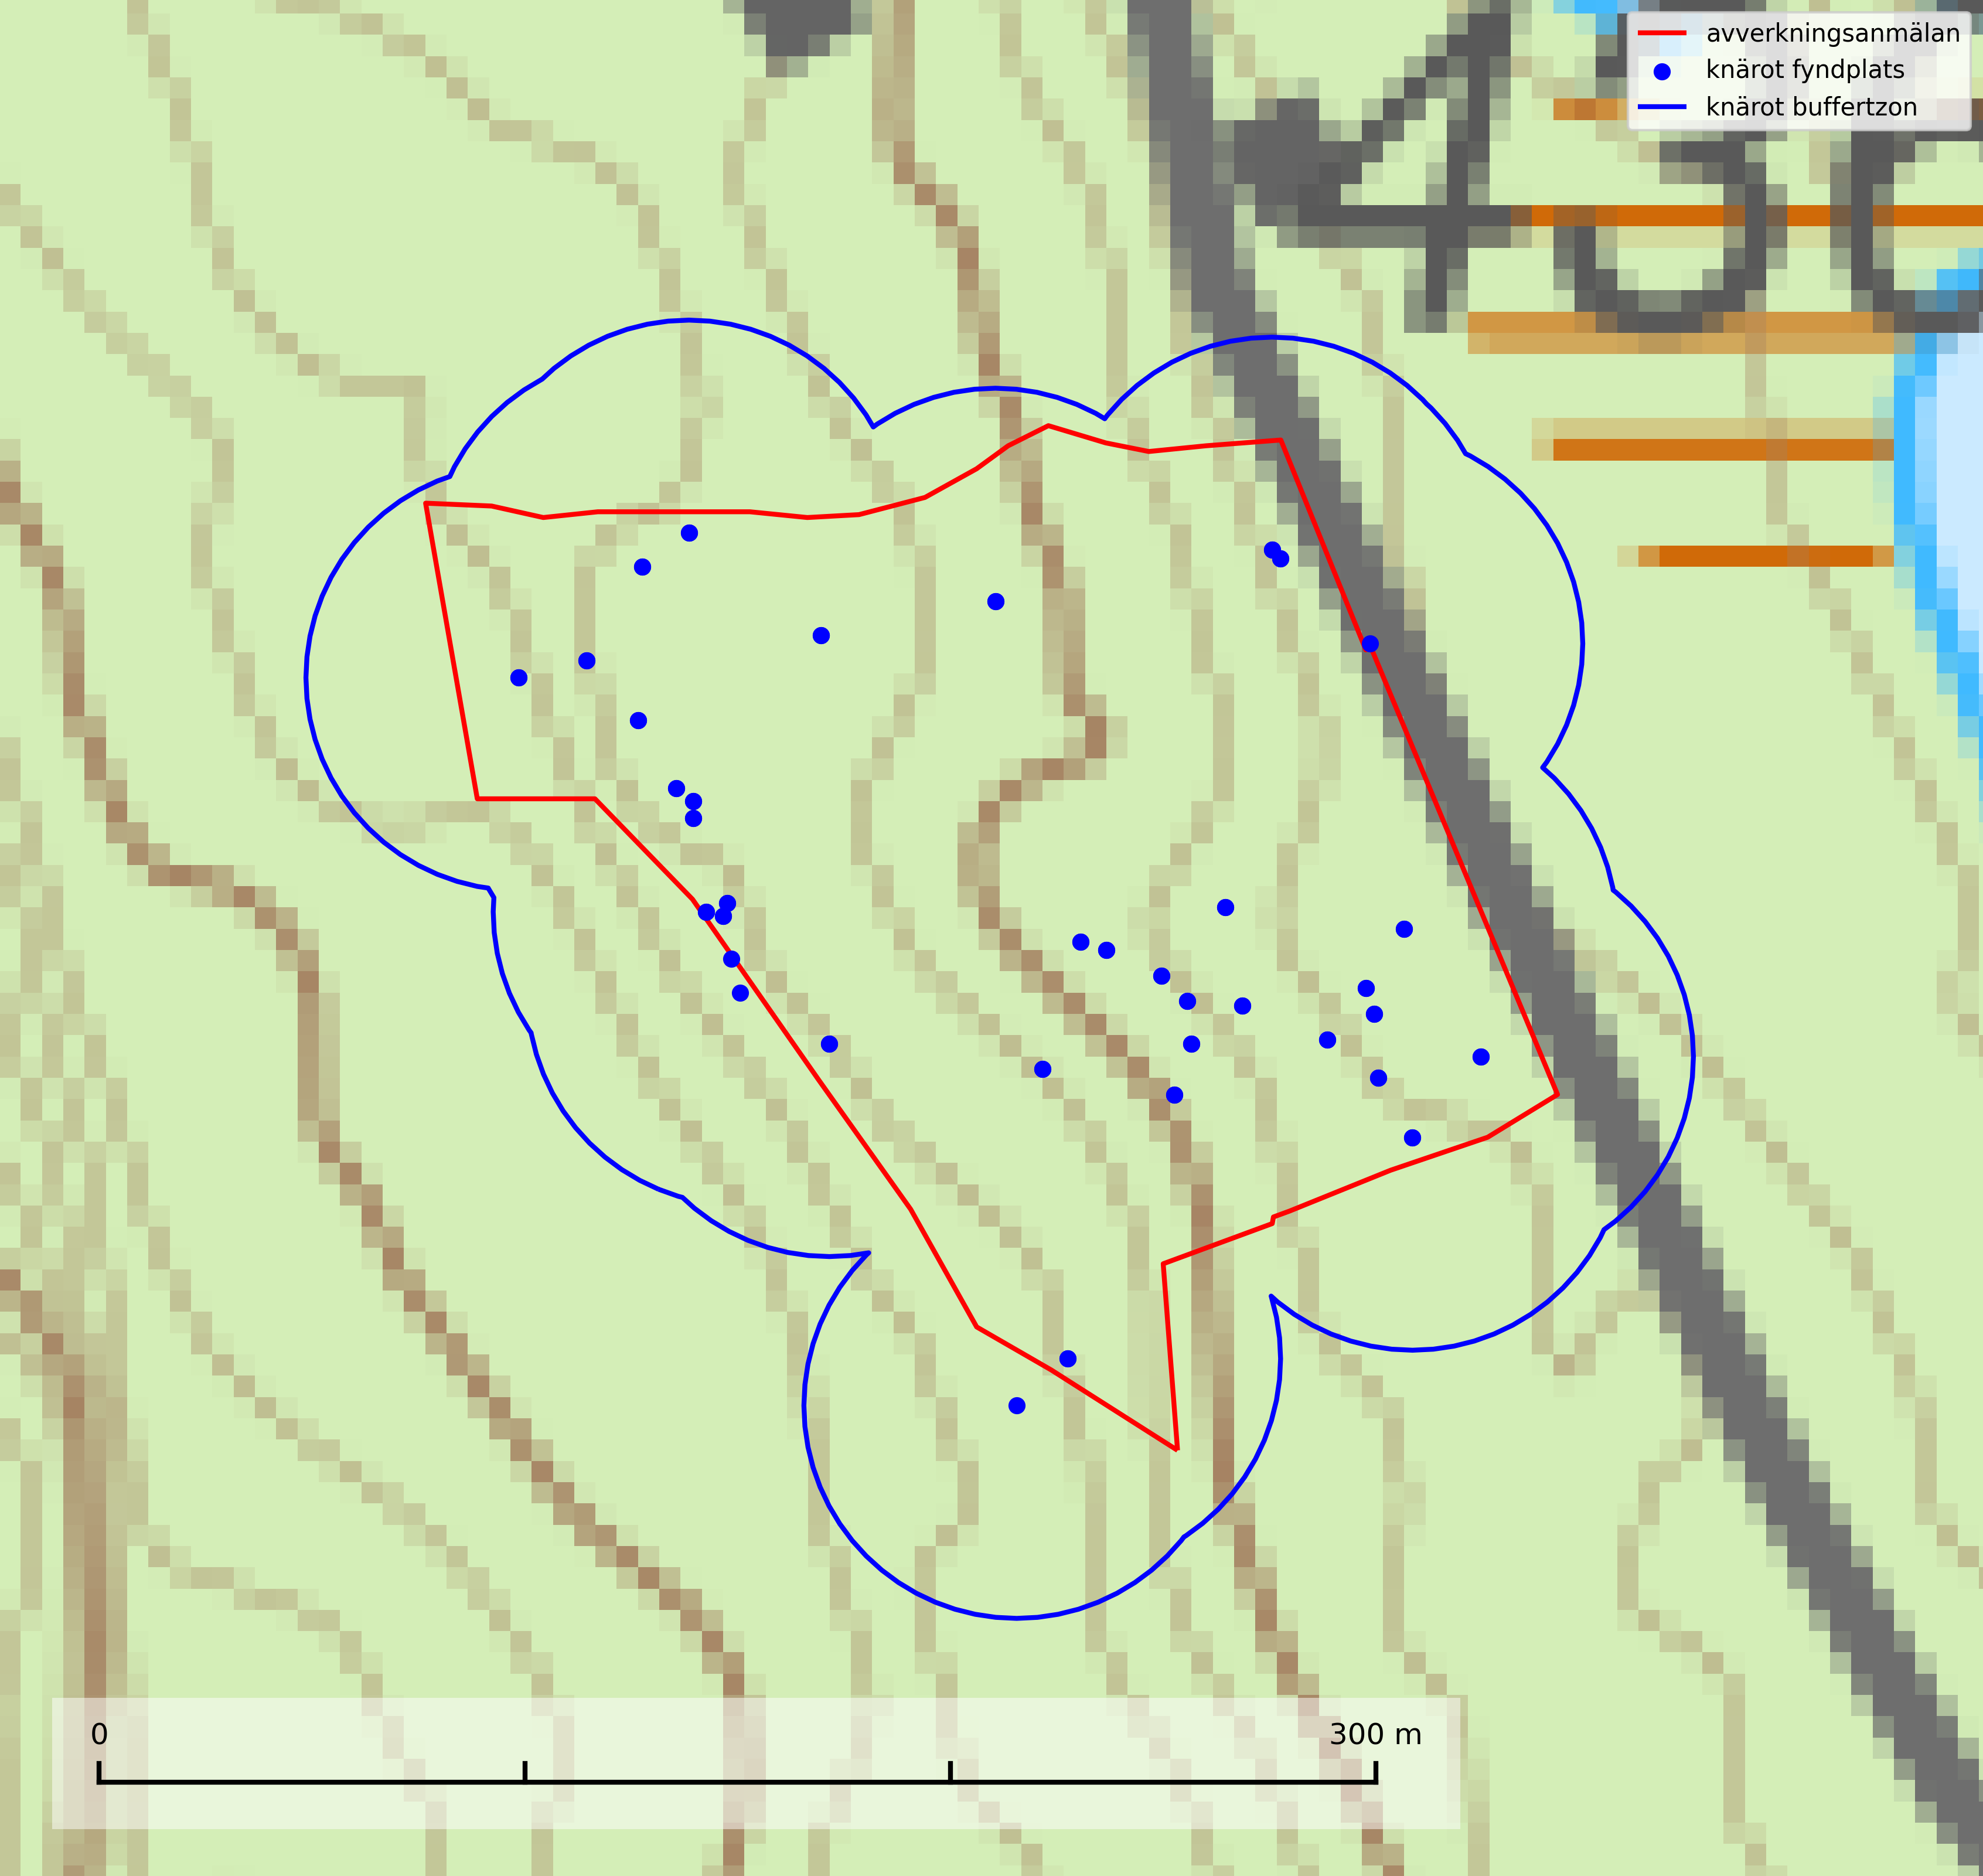 avverkningsanmälan
knärot fyndplats
knärot buffertzon
0 300 m